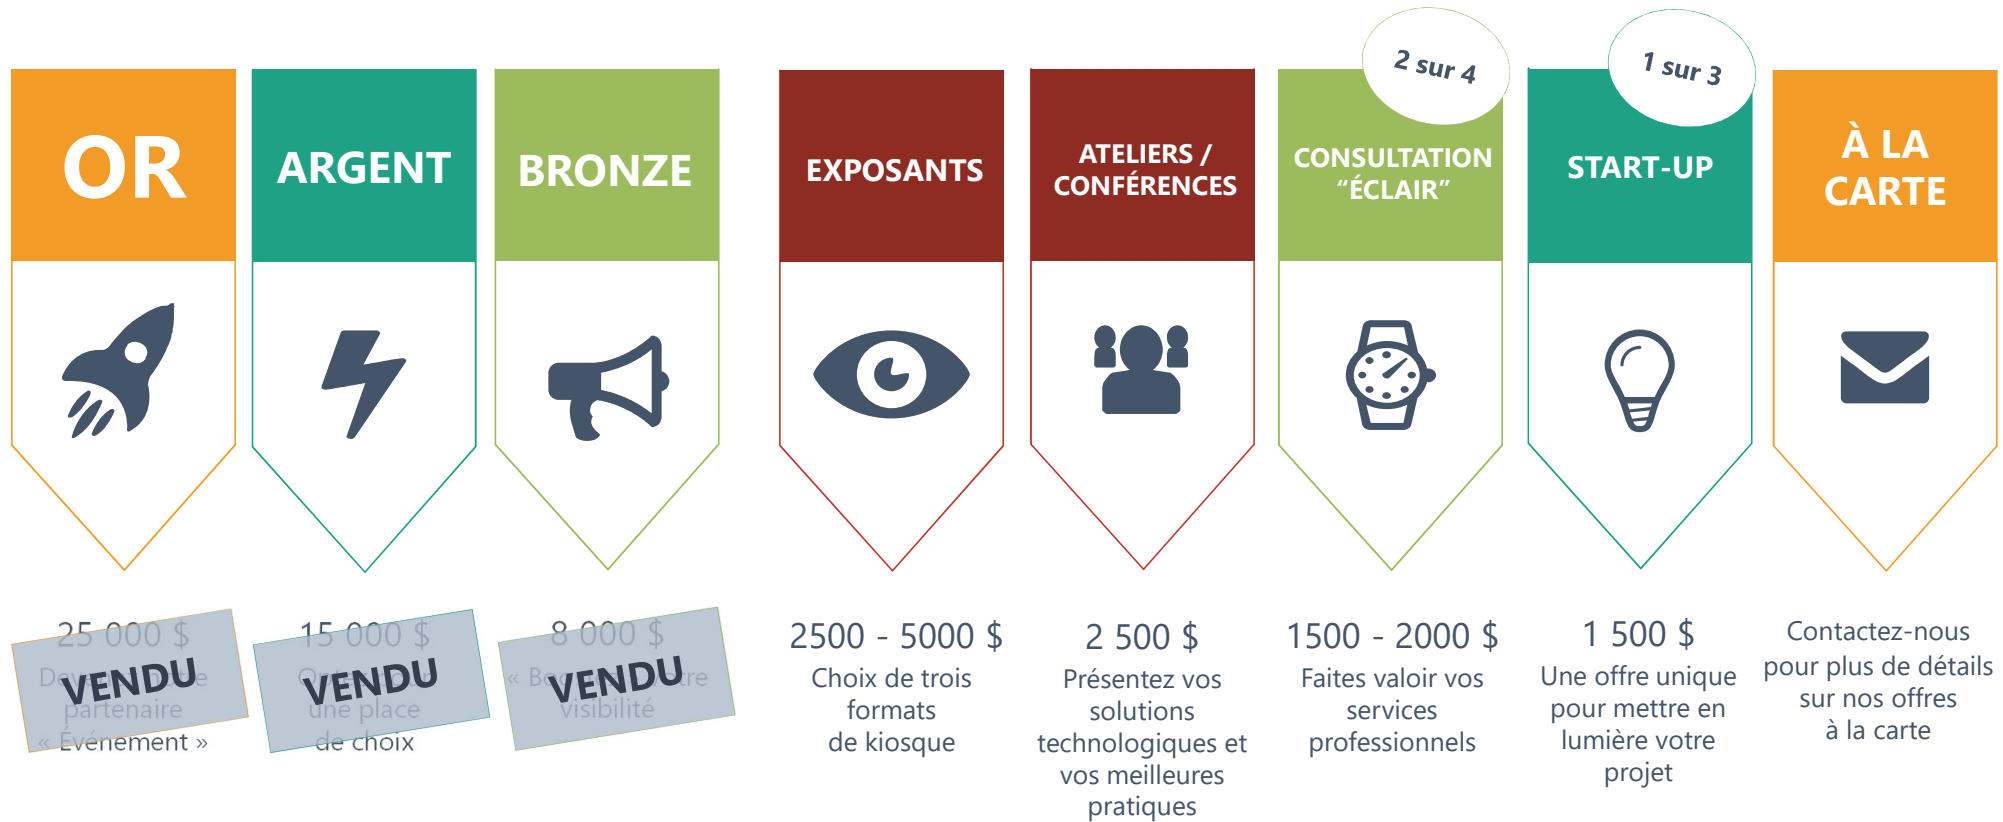 OR
ARGENT
BRONZE
EXPOSANTS
ATELIERS /
CONFÉRENCES
2 sur 4
CONSULTATION
“ÉCLAIR”
1 sur 3
START-UP
À LA
CARTE
25 000 $
VENDU
partenaire
« Événement »
15 000 $
VENDU
une place
de choix
8 000 $
VENDU
visibilité
2500 - 5000 $
Choix de trois
formats
de kiosque
2 500 $
Présentez vos
solutions
technologiques et
vos meilleures
pratiques
1500 - 2000 $
Faites valoir vos
services
professionnels
1 500 $
Une offre unique
pour mettre en
lumière votre
projet
Contactez-nous
pour plus de détails
sur nos offres
à la carte